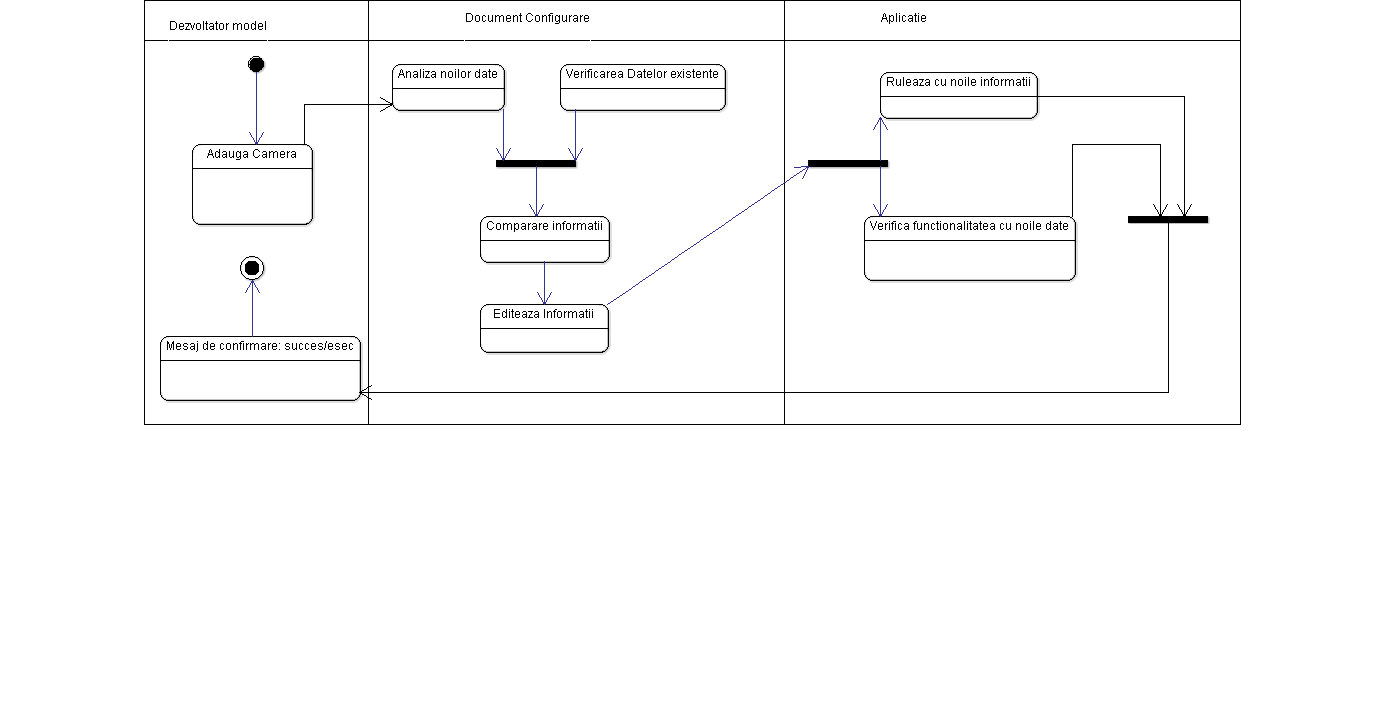 Dezvoltator model
Document Configurare
Aplicatie
Analiza noilor date
Verificarea Datelor existente
Ruleaza cu noile informatii
Adauga Camera
Comparare informatii
Verifica functionalitatea cu noile date
Editeaza Informatii
Mesaj de confirmare: succes/esec